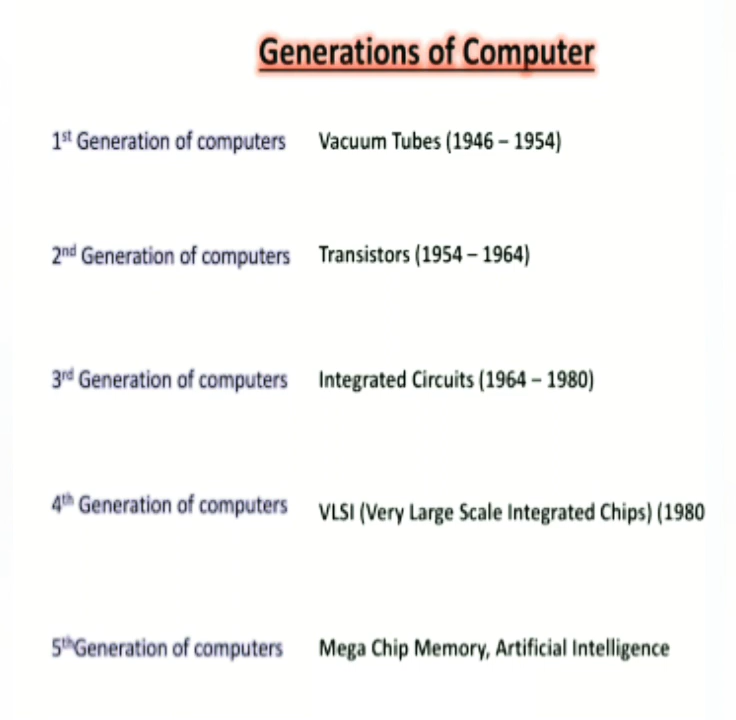 Generations of Computer
1st Generation of computers Vacuum Tubes (1946 – 1954)
2nd Generation of computers Transistors (1954 – 1964)
3rd Generation of computers Integrated Circuits (1964 – 1980)
4th Generation of computers VLSI (Very Large Scale Integrated Chips) (1980
5thGeneration of computers Mega Chip Memory, Artificial Intelligence